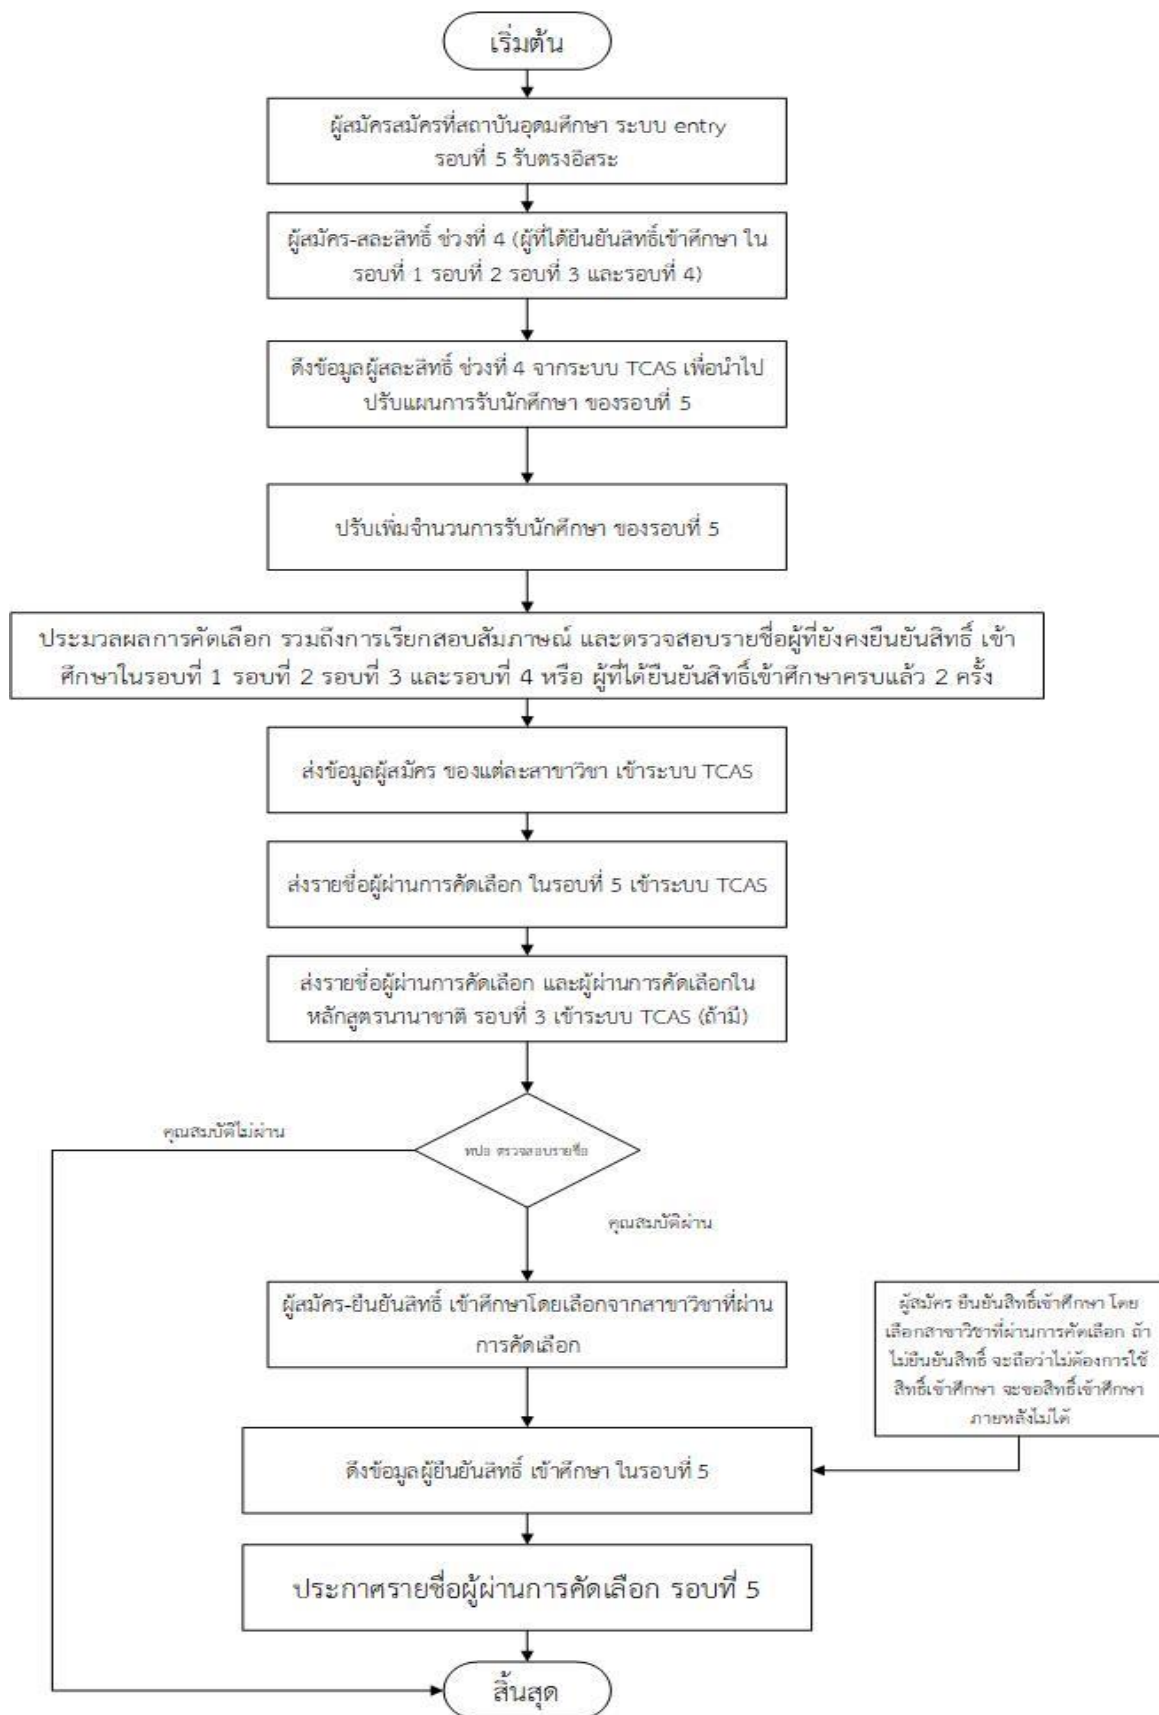 เริ่มต้น
ผู้สมัครสมัครที่สถาบันอุดมศึกษา ระบบ entry
รอบที่ 5 รับตรงอิสระ
ผู้สมัคร-สละสิทธิ์ ช่วงที่ 4 (ผู้ที่ได้ยืนยันสิทธิ์เข้าศึกษา ใน
รอบที่ 1 รอบที่ 2 รอบที่ 3 และรอบที่ 4)
ดึงข้อมูลผู้สละสิทธิ์ ช่วงที่ 4 จากระบบ TCAS เพื่อนำไป
ปรับแผนการรับนักศึกษา ของรอบที่ 5
ปรับเพิ่มจำนวนการรับนักศึกษา ของรอบที่ 5
ประมวลผลการคัดเลือก รวมถึงการเรียกสอบสัมภาษณ์ และตรวจสอบรายชื่อผู้ที่ยังคงยืนยันสิทธิ์ เข้า
ศึกษาในรอบที่ 1 รอบที่ 2 รอบที่ 3 และรอบที่ 4 หรือ ผู้ที่ได้ยืนยันสิทธิ์เข้าศึกษาครบแล้ว 2 ครั้ง
ส่งข้อมูลผู้สมัคร ของแต่ละสาขาวิชา เข้าระบบ TCAS
ส่งรายชื่อผู้ผ่านการคัดเลือก ในรอบที่ 5 เข้าระบบ TCAS
ส่งรายชื่อผู้ผ่านการคัดเลือก และผู้ผ่านการคัดเลือกใน
หลักสูตรนานาชาติ รอบที่ 3 เข้าระบบ TCAS (ถ้ามี)
คุณสมบัติไม่ผ่าน
ทปอ ตรวจสอบรายชื่อ
คุณสมบัติผ่าน
ผู้สมัคร-ยืนยันสิทธิ์ เข้าศึกษาโดยเลือกจากสาขาวิชาที่ผ่าน
การคัดเลือก
ผู้สมัคร ยืนยันสิทธิ์เข้าศึกษา โดย
เลือกสาขาวิชาที่ผ่านการคัดเลือก ถ้า
ไม่ยืนยันสิทธิ์ จะถือว่าไม่ต้องการใช้
สิทธิ์เข้าศึกษา จะขอสิทธิ์เข้าศึกษา
ภายหลังไม่ได้
ดึงข้อมูลผู้ยืนยันสิทธิ์ เข้าศึกษา ในรอบที่ 5
ประกาศรายชื่อผู้ผ่านการคัดเลือก รอบที่ 5
สิ้นสุด